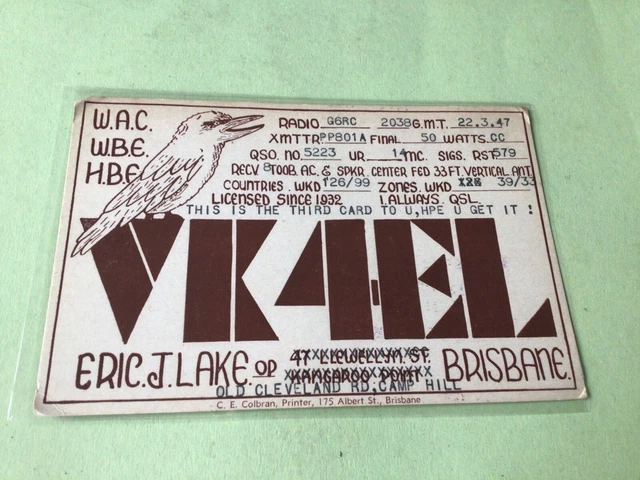 W.A.C.
W.B.E.
H.B.E
RADIO G6RC 2038 G.M.T. 22.3.47
XMTTR PP801A FINAL 50 WATTS. CC
QSO. NO. 5223 UR. 14 MC. SIGS. RST 579
RECV 8 TOOB. AC. & SPKR. CENTER FED 33 FT. VERTICAL ANT
COUNTRIES. WKD 126/99 ZONES. WKD 39/33
LICENSED SINCE 1932 I. ALWAYS. QSL.
THIS IS THE THIRD CARD TO U,HPE U GET IT !
VK4EL
ERIC.J.LAKE. OP 47 LLEWELLYN. ST. BRISBANE.
KANGAROO POINT
OLD CLEVELAND RD,CAMP HILL
C. E. Colbran, Printer, 175 Albert St., Brisbane